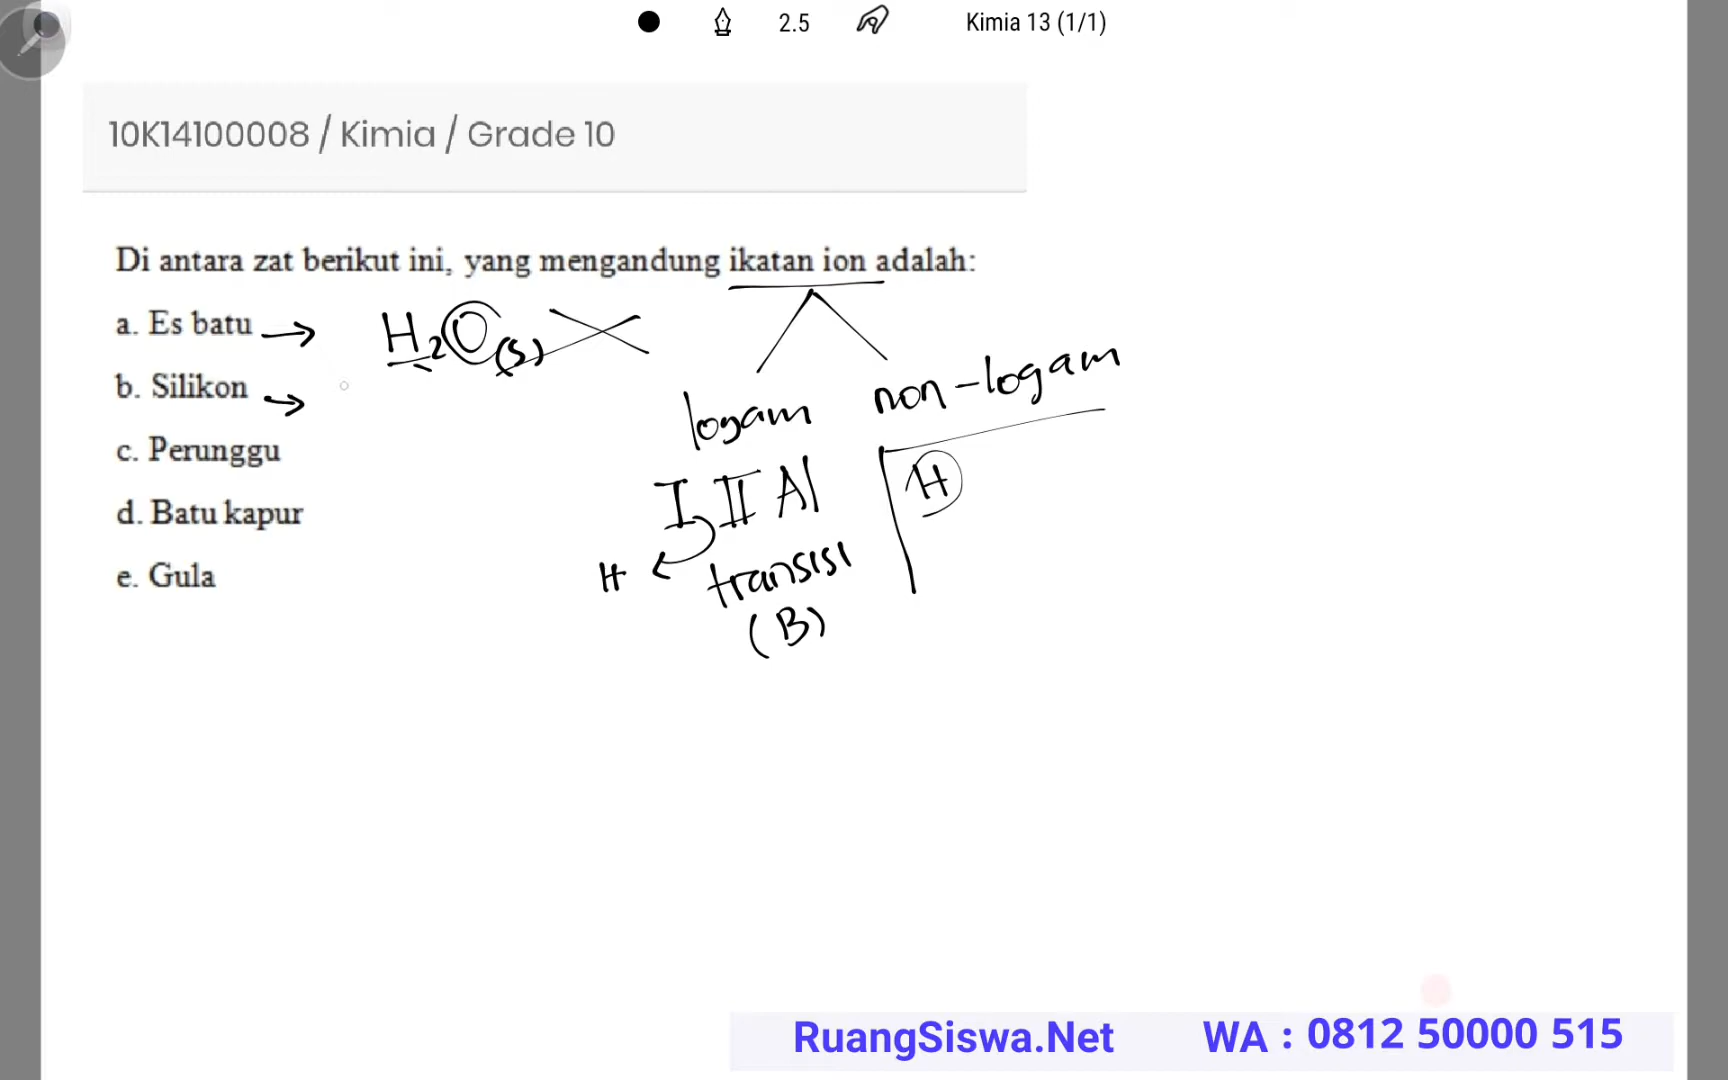 2.5 Kimia 13 (1/1)
10K14100008 / Kimia / Grade 10
Di antara zat berikut ini, yang mengandung ikatan ion adalah:
a. Es batu → H₂O(s)
b. Silikon →
c. Perunggu
d. Batu kapur
e. Gula
logam non-logam
I, II Al H
H transisi
(B)
RuangSiswa.Net WA : 0812 50000 515